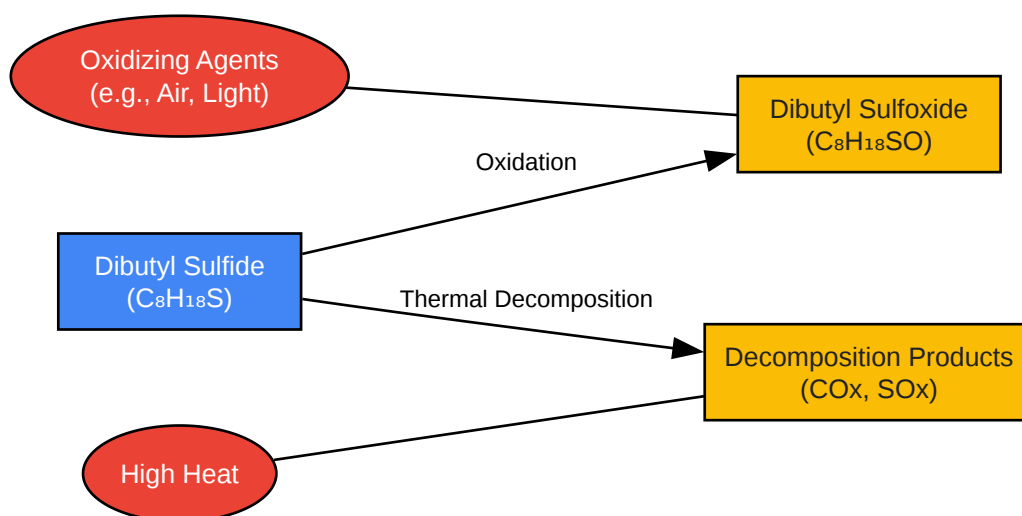 Oxidizing Agents
(e.g., Air, Light)
Dibutyl Sulfoxide
(C₈H₁₈SO)
Oxidation
Dibutyl Sulfide
(C₈H₁₈S)
Thermal Decomposition
Decomposition Products
(COx, SOx)
High Heat